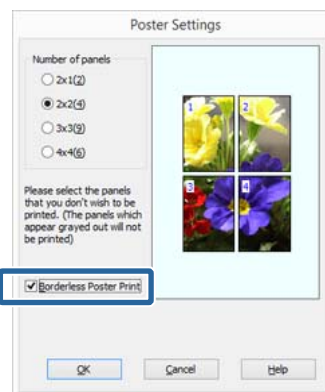 Poster Settings
Number of panels
2x1(2)
2x2(4)
3x3(9)
4x4(6)
Please select the panels
that you don't wish to be
printed. (The panels which
appear grayed out will not
be printed)
Borderless Poster Print
1
2
3
4
OK
Cancel
Help